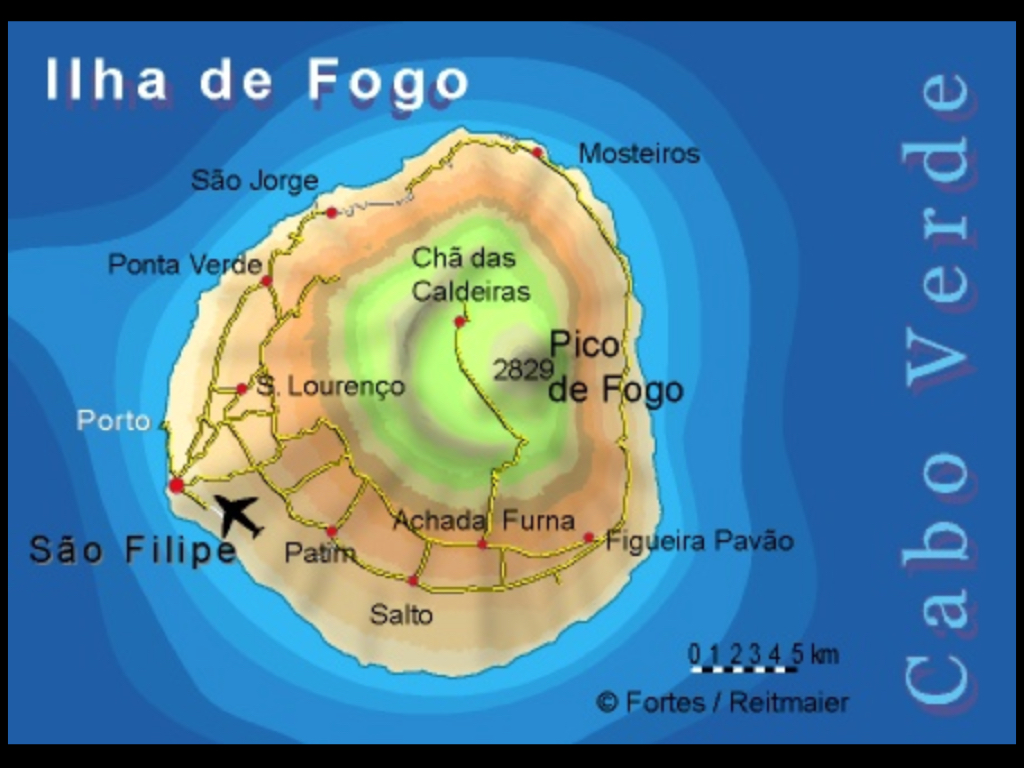 Ilha de Fogo
Mosteiros
São Jorge
Ponta Verde
Chã das
Caldeiras
Pico
2829
de Fogo
S. Lourenço
Porto
Achada Furna
São Filipe
Patim
Figueira Pavão
Salto
0 1 2 3 4 5 km
© Fortes / Reitmaier
Cabo Verde